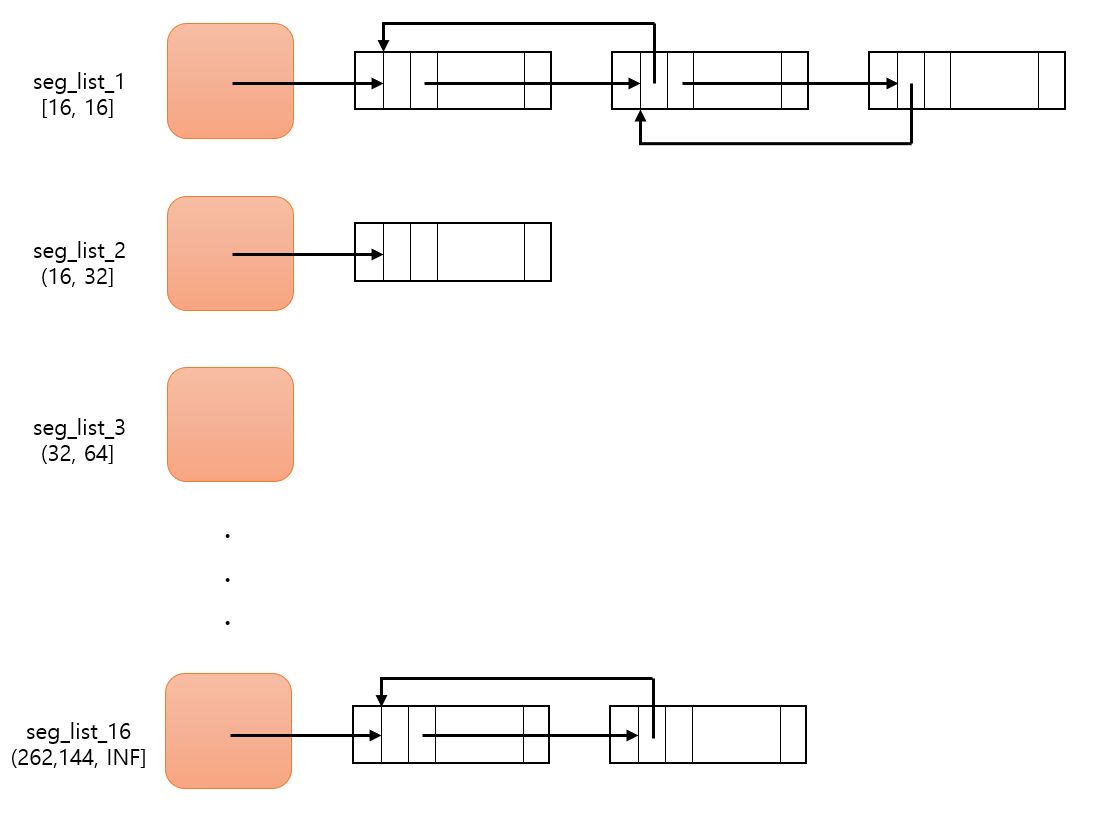 seg_list_1
[16, 16]
seg_list_2
(16, 32]
seg_list_3
(32, 64]
.
.
.
seg_list_16
(262,144, INF]